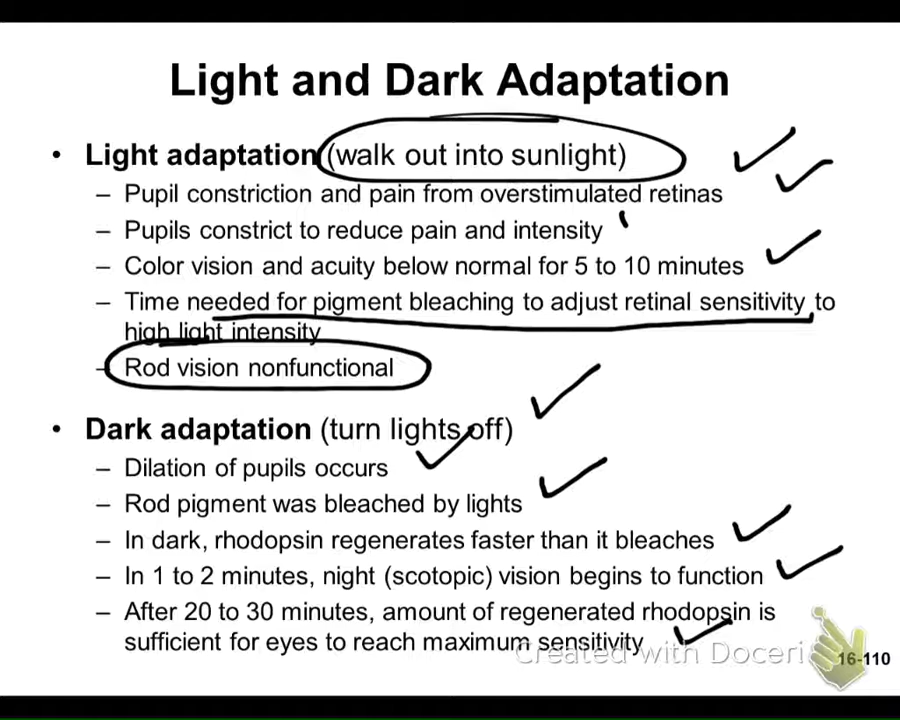 Light and Dark Adaptation
• Light adaptation (walk out into sunlight)
– Pupil constriction and pain from overstimulated retinas
– Pupils constrict to reduce pain and intensity
– Color vision and acuity below normal for 5 to 10 minutes
– Time needed for pigment bleaching to adjust retinal sensitivity to
high light intensity
– Rod vision nonfunctional
• Dark adaptation (turn lights off)
– Dilation of pupils occurs
– Rod pigment was bleached by lights
– In dark, rhodopsin regenerates faster than it bleaches
– In 1 to 2 minutes, night (scotopic) vision begins to function
– After 20 to 30 minutes, amount of regenerated rhodopsin is
sufficient for eyes to reach maximum sensitivity
Created with Doceri
16-110